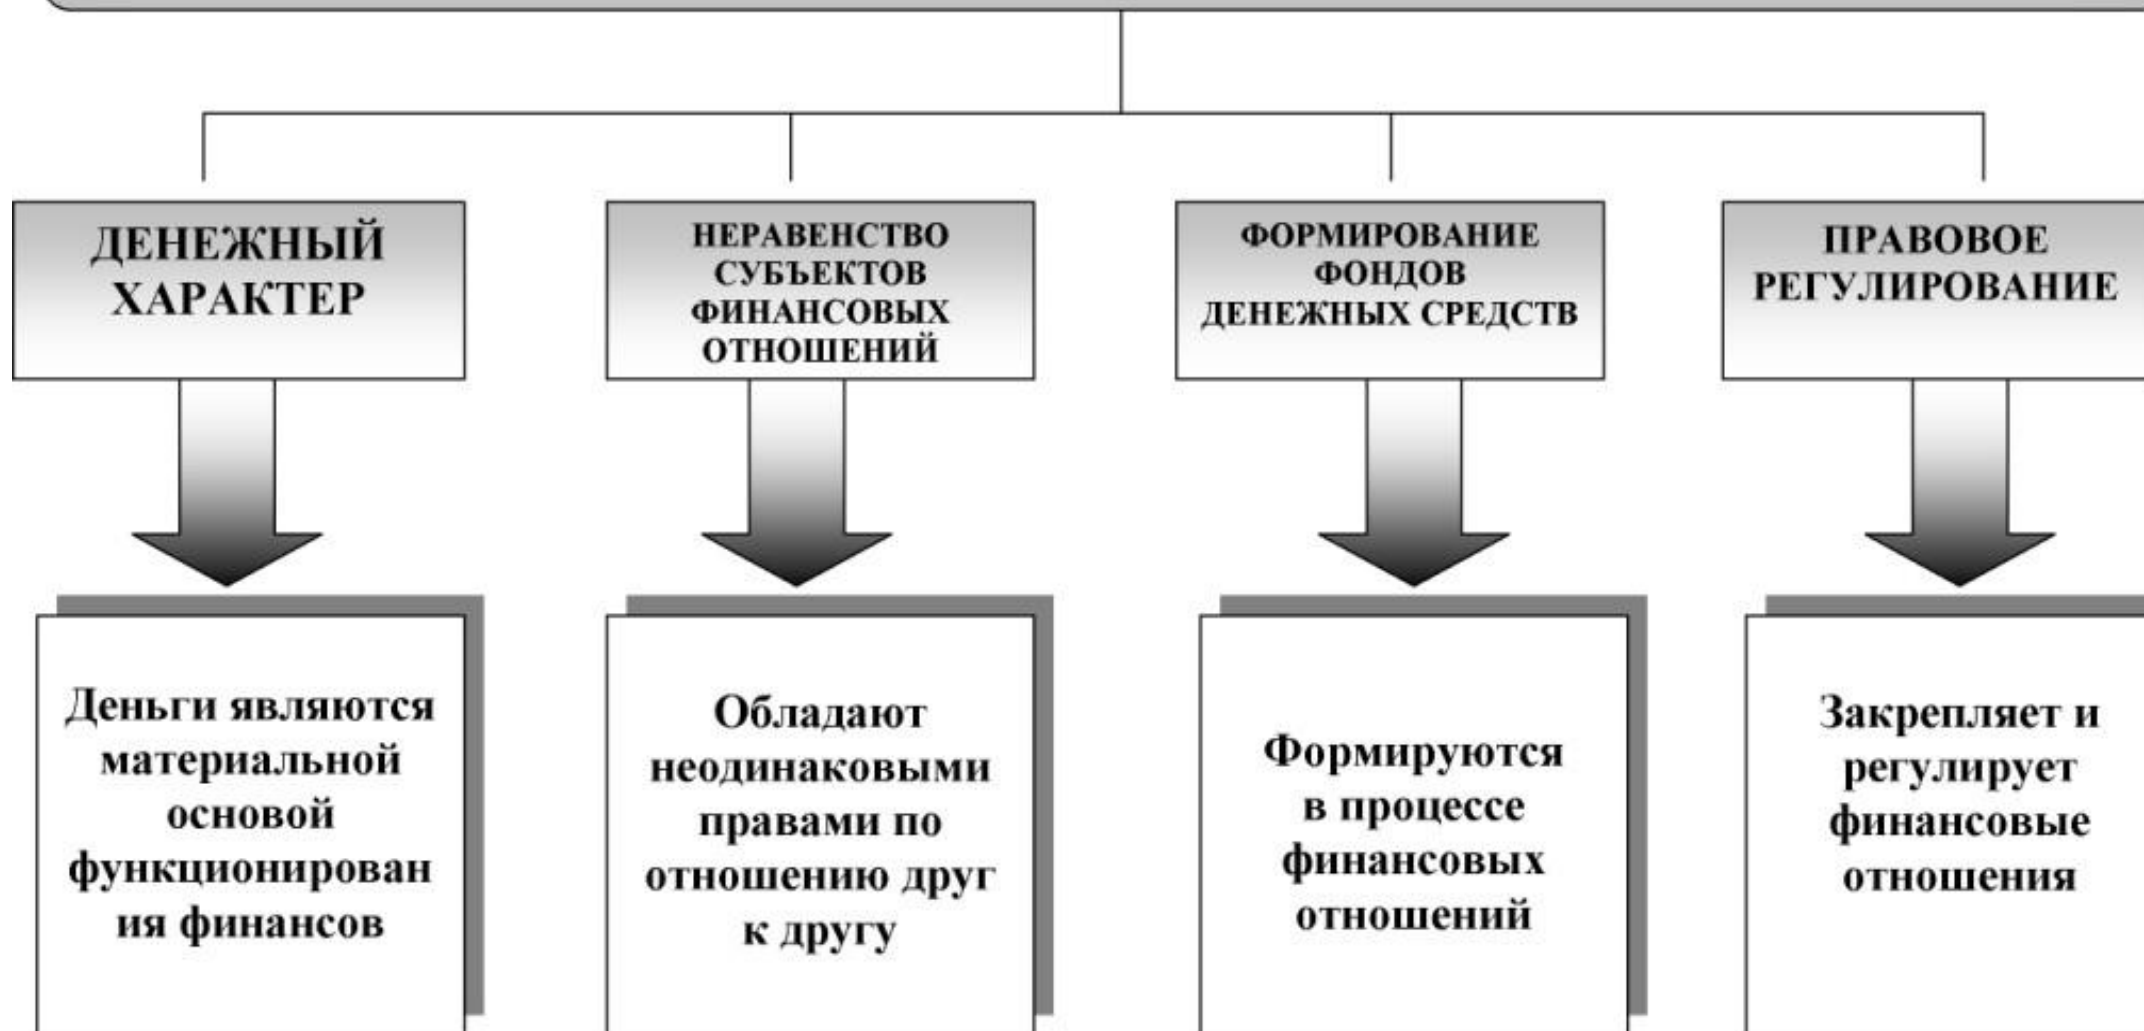 ДЕНЕЖНЫЙ
ХАРАКТЕР
НЕРАВЕНСТВО
СУБЪЕКТОВ
ФИНАНСОВЫХ
ОТНОШЕНИЙ
ФОРМИРОВАНИЕ
ФОНДОВ
ДЕНЕЖНЫХ СРЕДСТВ
ПРАВОВОЕ
РЕГУЛИРОВАНИЕ
Деньги являются
материальной
основой
функционирован
ия финансов
Обладают
неодинаковыми
правами по
отношению друг
к другу
Формируются
в процессе
финансовых
отношений
Закрепляет и
регулирует
финансовые
отношения